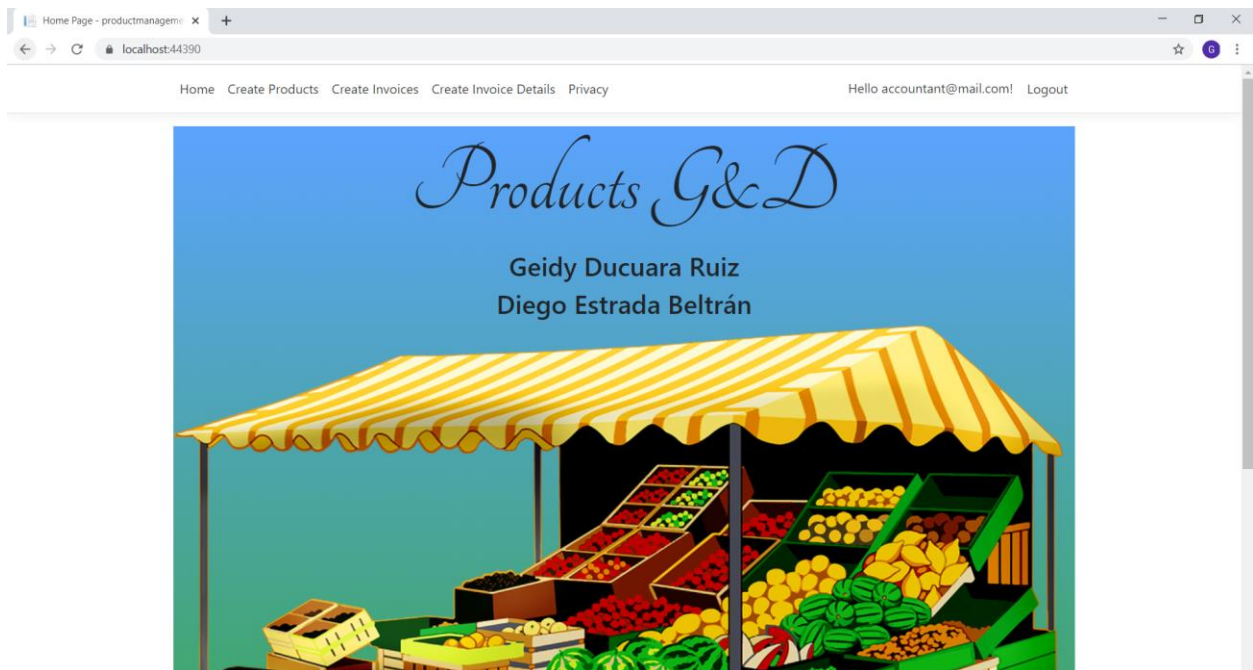 Home Page - productmanageme
localhost:44390
G
Home Create Products Create Invoices Create Invoice Details Privacy Hello accountant@mail.com! Logout
Products G&D
Geidy Ducuara Ruiz
Diego Estrada Beltrán